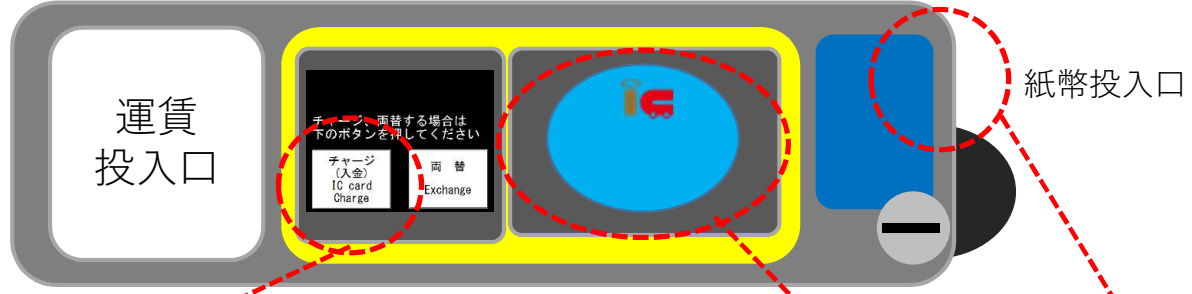 運賃
投入口
チャージ、両替する場合は
下のボタンを押してください
チャージ
(入金)
IC card
Charge
両 替
Exchange
ic
紙幣投入口